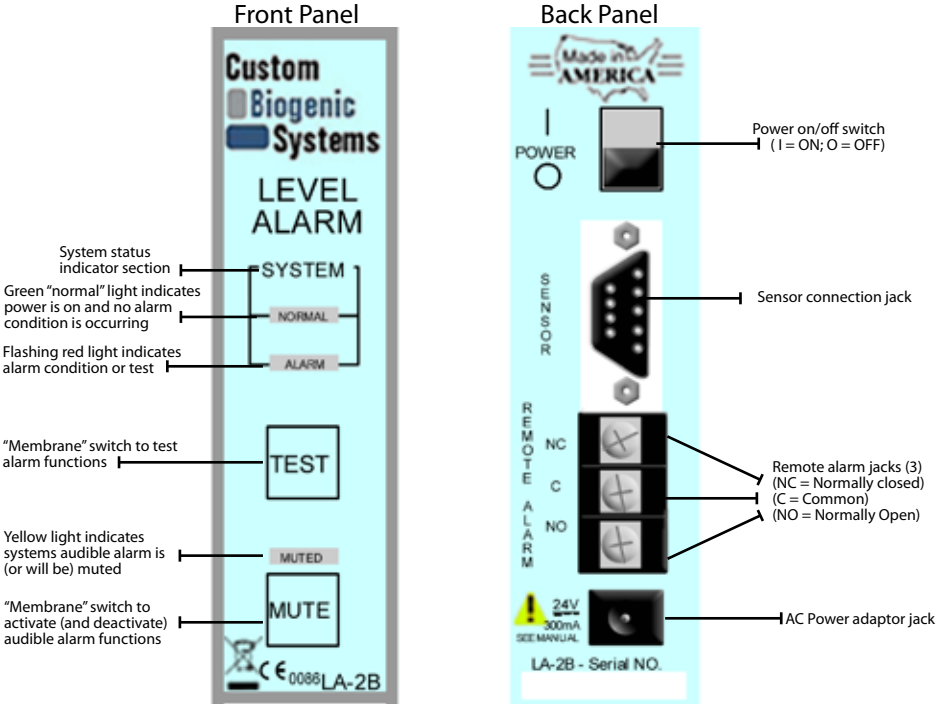 Front Panel
Custom
Biogenic
Systems
LEVEL
ALARM
System status
indicator section
SYSTEM
Green “normal” light indicates
power is on and no alarm
condition is occurring
NORMAL
Flashing red light indicates
alarm condition or test
ALARM
“Membrane” switch to test
alarm functions
TEST
Yellow light indicates
systems audible alarm is
(or will be) muted
MUTED
“Membrane” switch to
activate (and deactivate)
audible alarm functions
MUTE
CE 0086 LA-2B
Back Panel
Made in
AMERICA
I
POWER
O
Power on/off switch
( I = ON; O = OFF)
SENSOR
Sensor connection jack
REMOTE ALARM
NC
C
NO
Remote alarm jacks (3)
(NC = Normally closed)
(C = Common)
(NO = Normally Open)
24V
300mA
SEE MANUAL
AC Power adaptor jack
LA-2B - Serial NO.